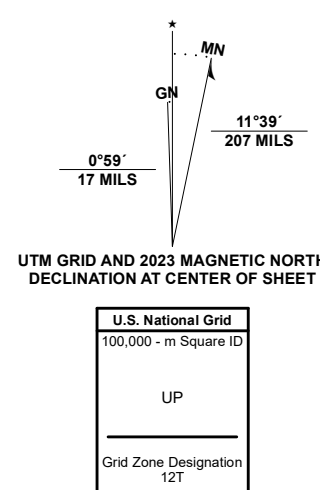 ★
MN
GN
11°39´
207 MILS
0°59´
17 MILS
UTM GRID AND 2023 MAGNETIC NORTH
DECLINATION AT CENTER OF SHEET
U.S. National Grid
100,000 - m Square ID
UP
Grid Zone Designation
12T